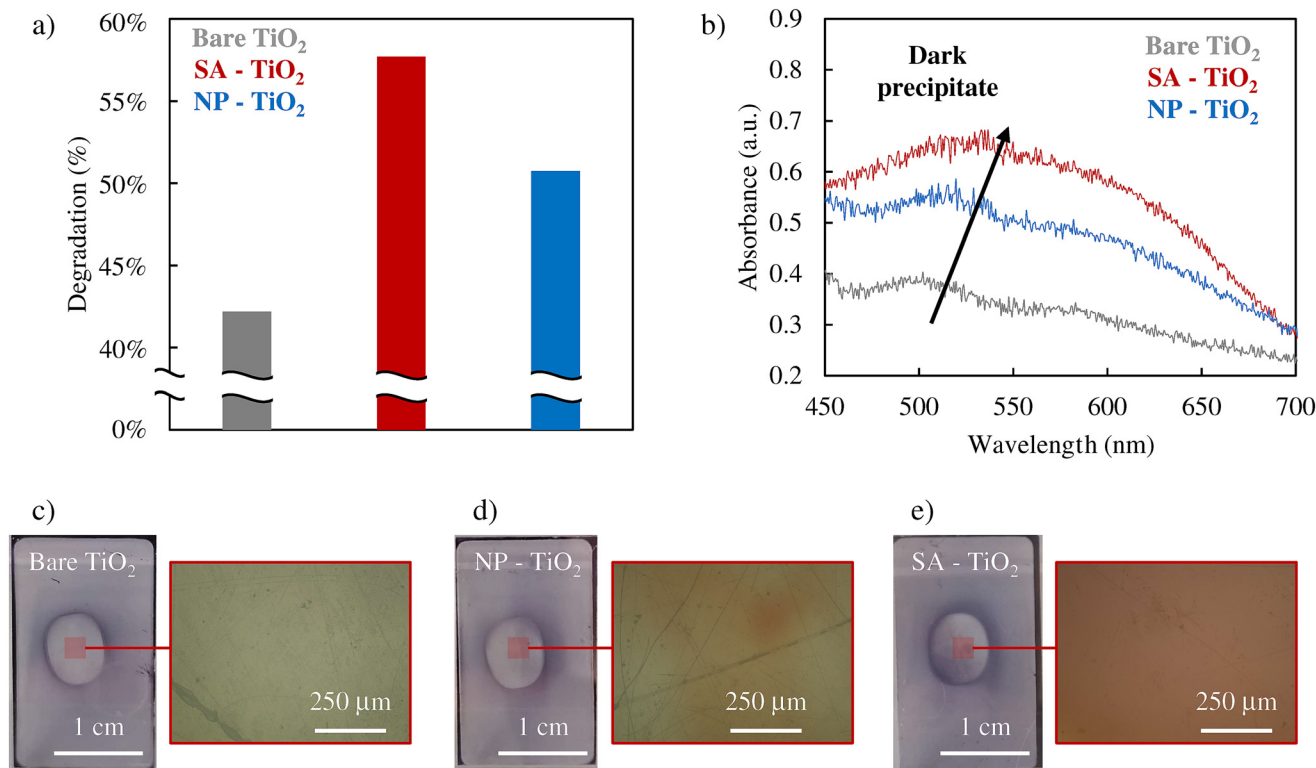 a)
60%
55%
50%
45%
40%
0%
Degradation (%)
Bare TiO₂
SA - TiO₂
NP - TiO₂
b)
0.9
0.8
0.7
0.6
0.5
0.4
0.3
0.2
Absorbance (a.u.)
Dark
precipitate
Bare TiO₂
SA - TiO₂
NP - TiO₂
450 500 550 600 650 700
Wavelength (nm)
c)
Bare TiO₂
1 cm
250 µm
d)
NP - TiO₂
1 cm
250 µm
e)
SA - TiO₂
1 cm
250 µm